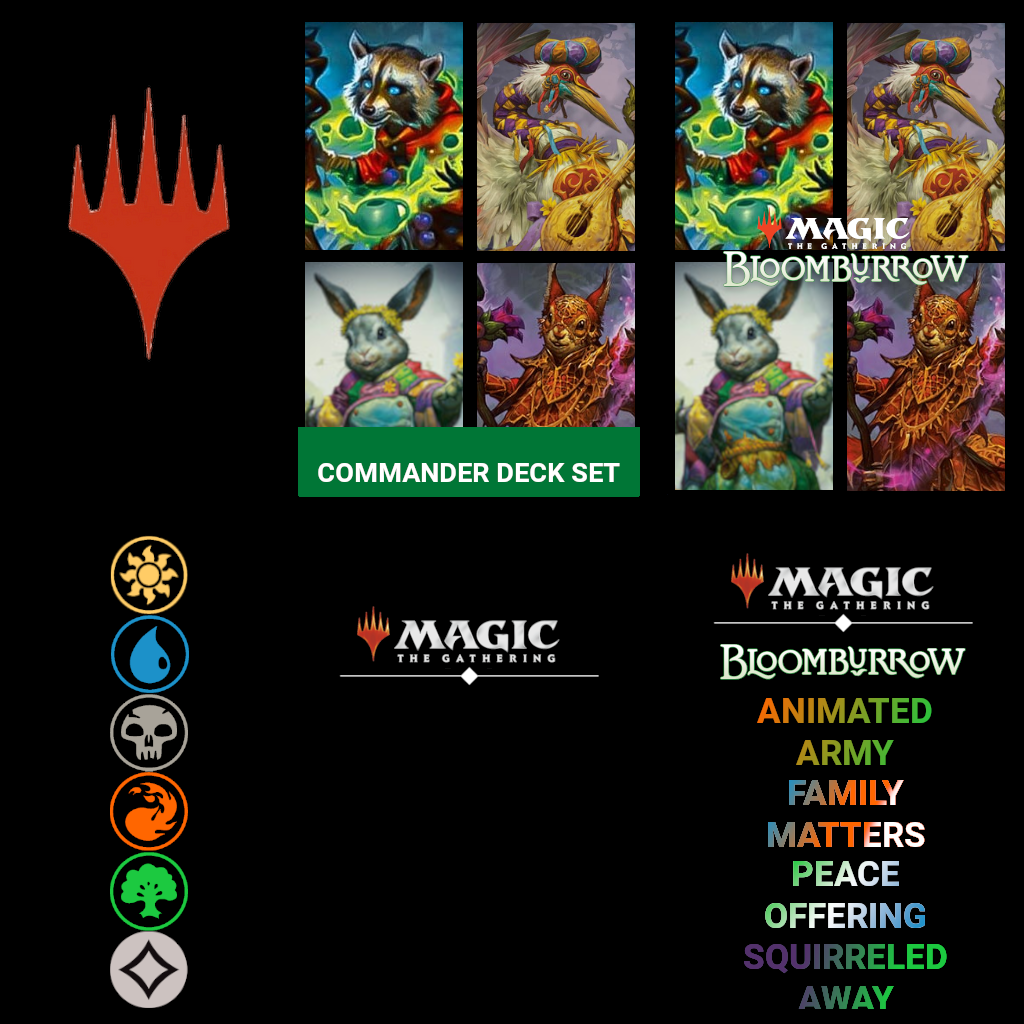 MAGIC
THE GATHERING
BLOOMBURROW
COMMANDER DECK SET
MAGIC
THE GATHERING
MAGIC
THE GATHERING
BLOOMBURROW
ANIMATED
ARMY
FAMILY
MATTERS
PEACE
OFFERING
SQUIRRELED
AWAY